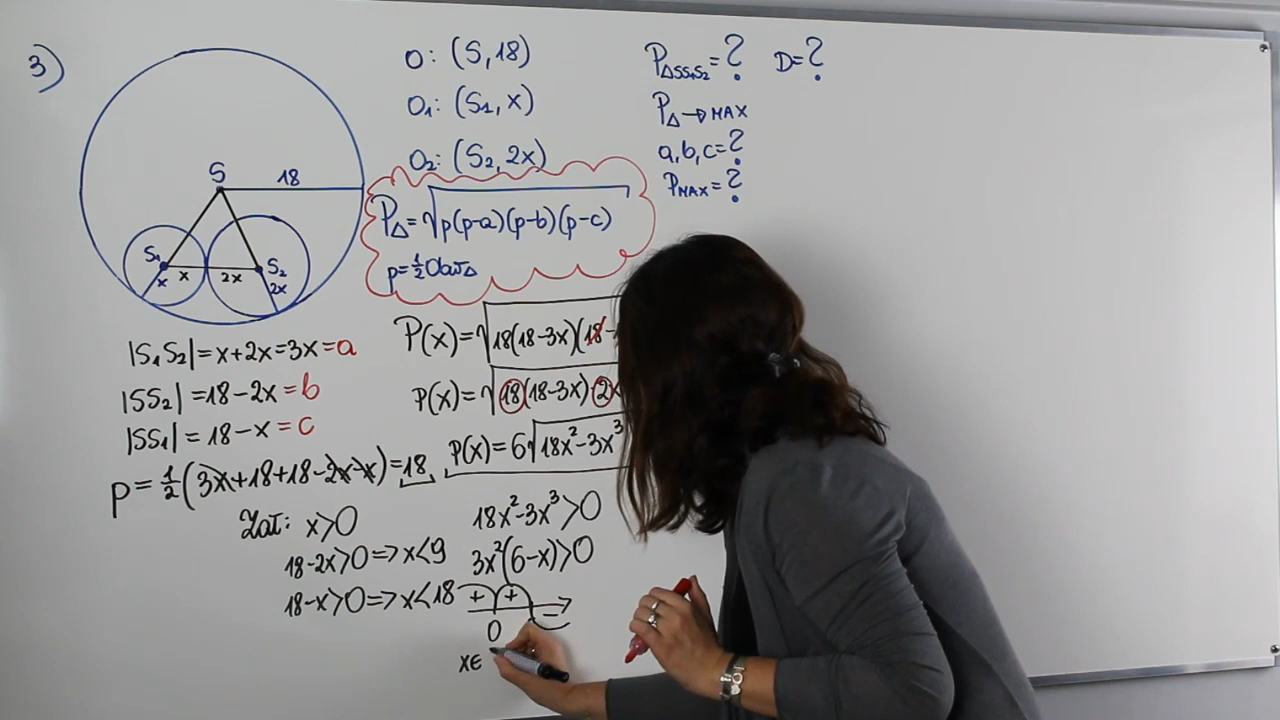 3)
O: (S, 18)
O₁: (S₁, x)
O₂: (S₂, 2x)
P△SS₁S₂ = ? D = ?
P△ → MAX
a, b, c = ?
PMAX = ?
S
18
S₁
S₂
x
x
2x
2x
P△ = √p(p-a)(p-b)(p-c)
p = ½ Obw△
|S₁S₂| = x + 2x = 3x = a
|SS₂| = 18 - 2x = b
|SS₁| = 18 - x = c
p = ½(3x + 18 + 18 - 2x - x) = 18
P(x) = √18(18-3x)(18-
P(x) = √18(18-3x)·2x
P(x) = 6√18x² - 3x³
Zał: x > 0
18 - 2x > 0 => x < 9
18 - x > 0 => x < 18
18x² - 3x³ > 0
3x²(6-x) > 0
+ + -
0
x∈